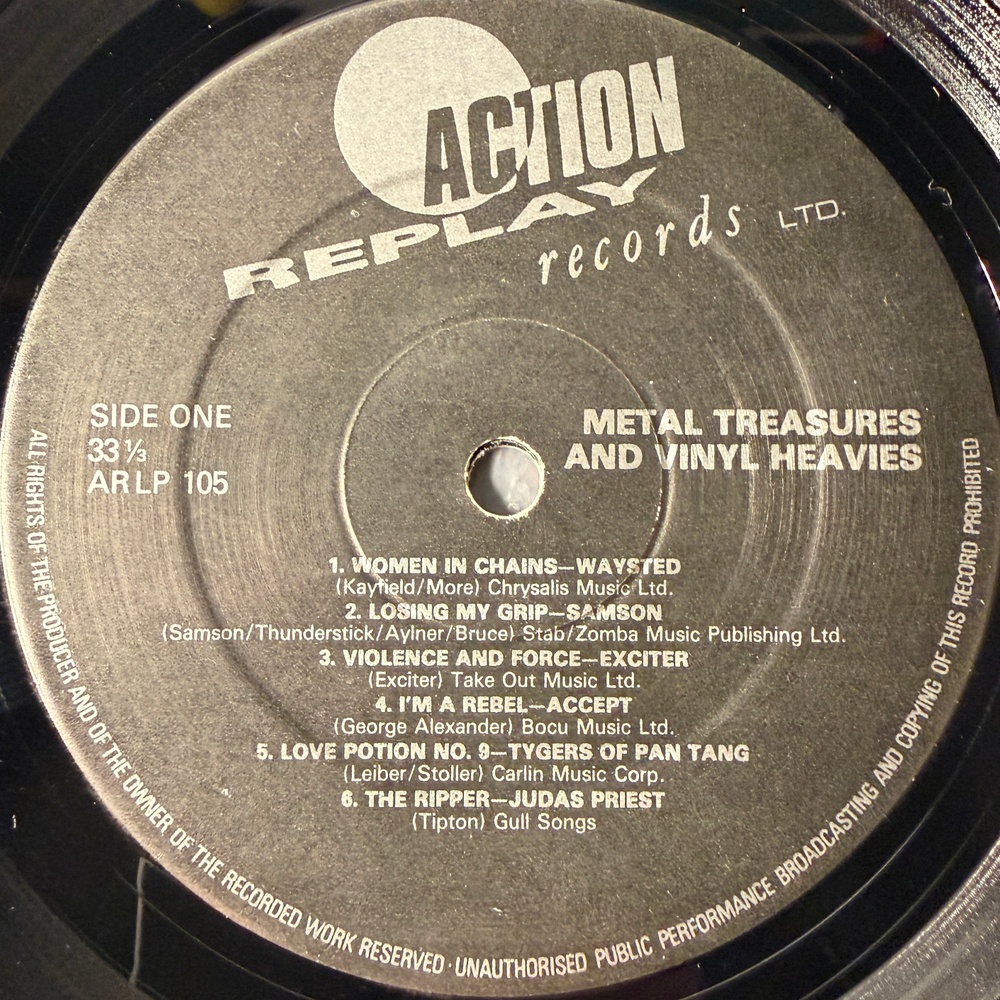 ACTION
REPLAY
records LTD.
SIDE ONE
33 ⅓
ARLP 105
METAL TREASURES
AND VINYL HEAVIES
1. WOMEN IN CHAINS—WAYSTED
(Kayfield/More) Chrysalis Music Ltd.
2. LOSING MY GRIP—SAMSON
(Samson/Thunderstick/Aylner/Bruce) Stab/Zomba Music Publishing Ltd.
3. VIOLENCE AND FORCE—EXCITER
(Exciter) Take Out Music Ltd.
4. I'M A REBEL—ACCEPT
(George Alexander) Bocu Music Ltd.
5. LOVE POTION NO. 9—TYGERS OF PAN TANG
(Leiber/Stoller) Carlin Music Corp.
6. THE RIPPER—JUDAS PRIEST
(Tipton) Gull Songs
ALL RIGHTS OF THE PRODUCER AND OF THE OWNER OF THE RECORDED WORK RESERVED · UNAUTHORISED PUBLIC PERFORMANCE BROADCASTING AND COPYING OF THIS RECORD PROHIBITED